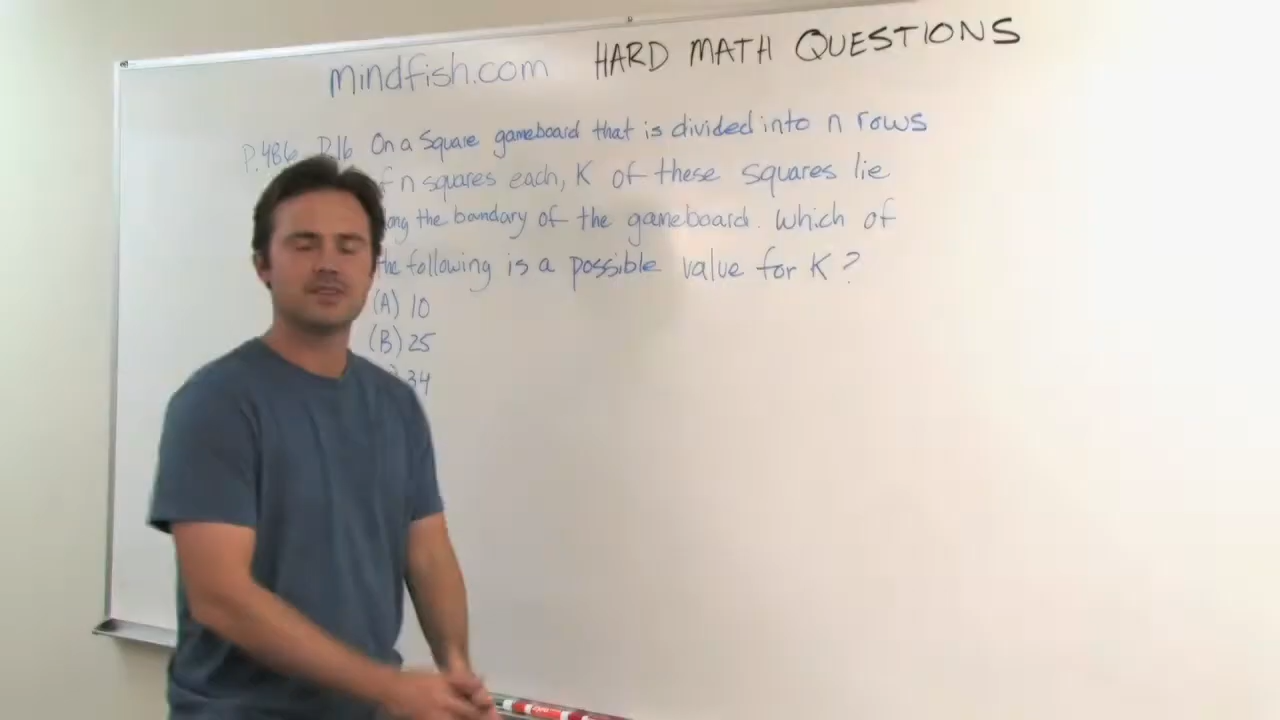 mindfish.com HARD MATH QUESTIONS
P.486 P.16 On a Square gameboard that is divided into n rows
f n squares each, K of these squares lie
ong the boundary of the gameboard. Which of
the following is a possible value for K?
(A) 10
(B) 25
34